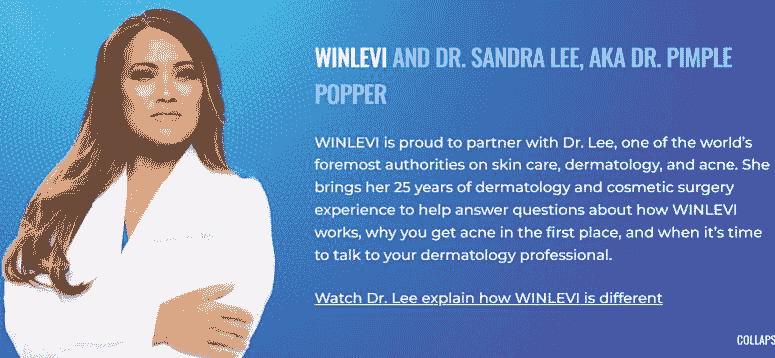 WINLEVI AND DR. SANDRA LEE, AKA DR. PIMPLE
POPPER
WINLEVI is proud to partner with Dr. Lee, one of the world's
foremost authorities on skin care, dermatology, and acne. She
brings her 25 years of dermatology and cosmetic surgery
experience to help answer questions about how WINLEVI
works, why you get acne in the first place, and when it's time
to talk to your dermatology professional.
Watch Dr. Lee explain how WINLEVI is different
COLLAPS